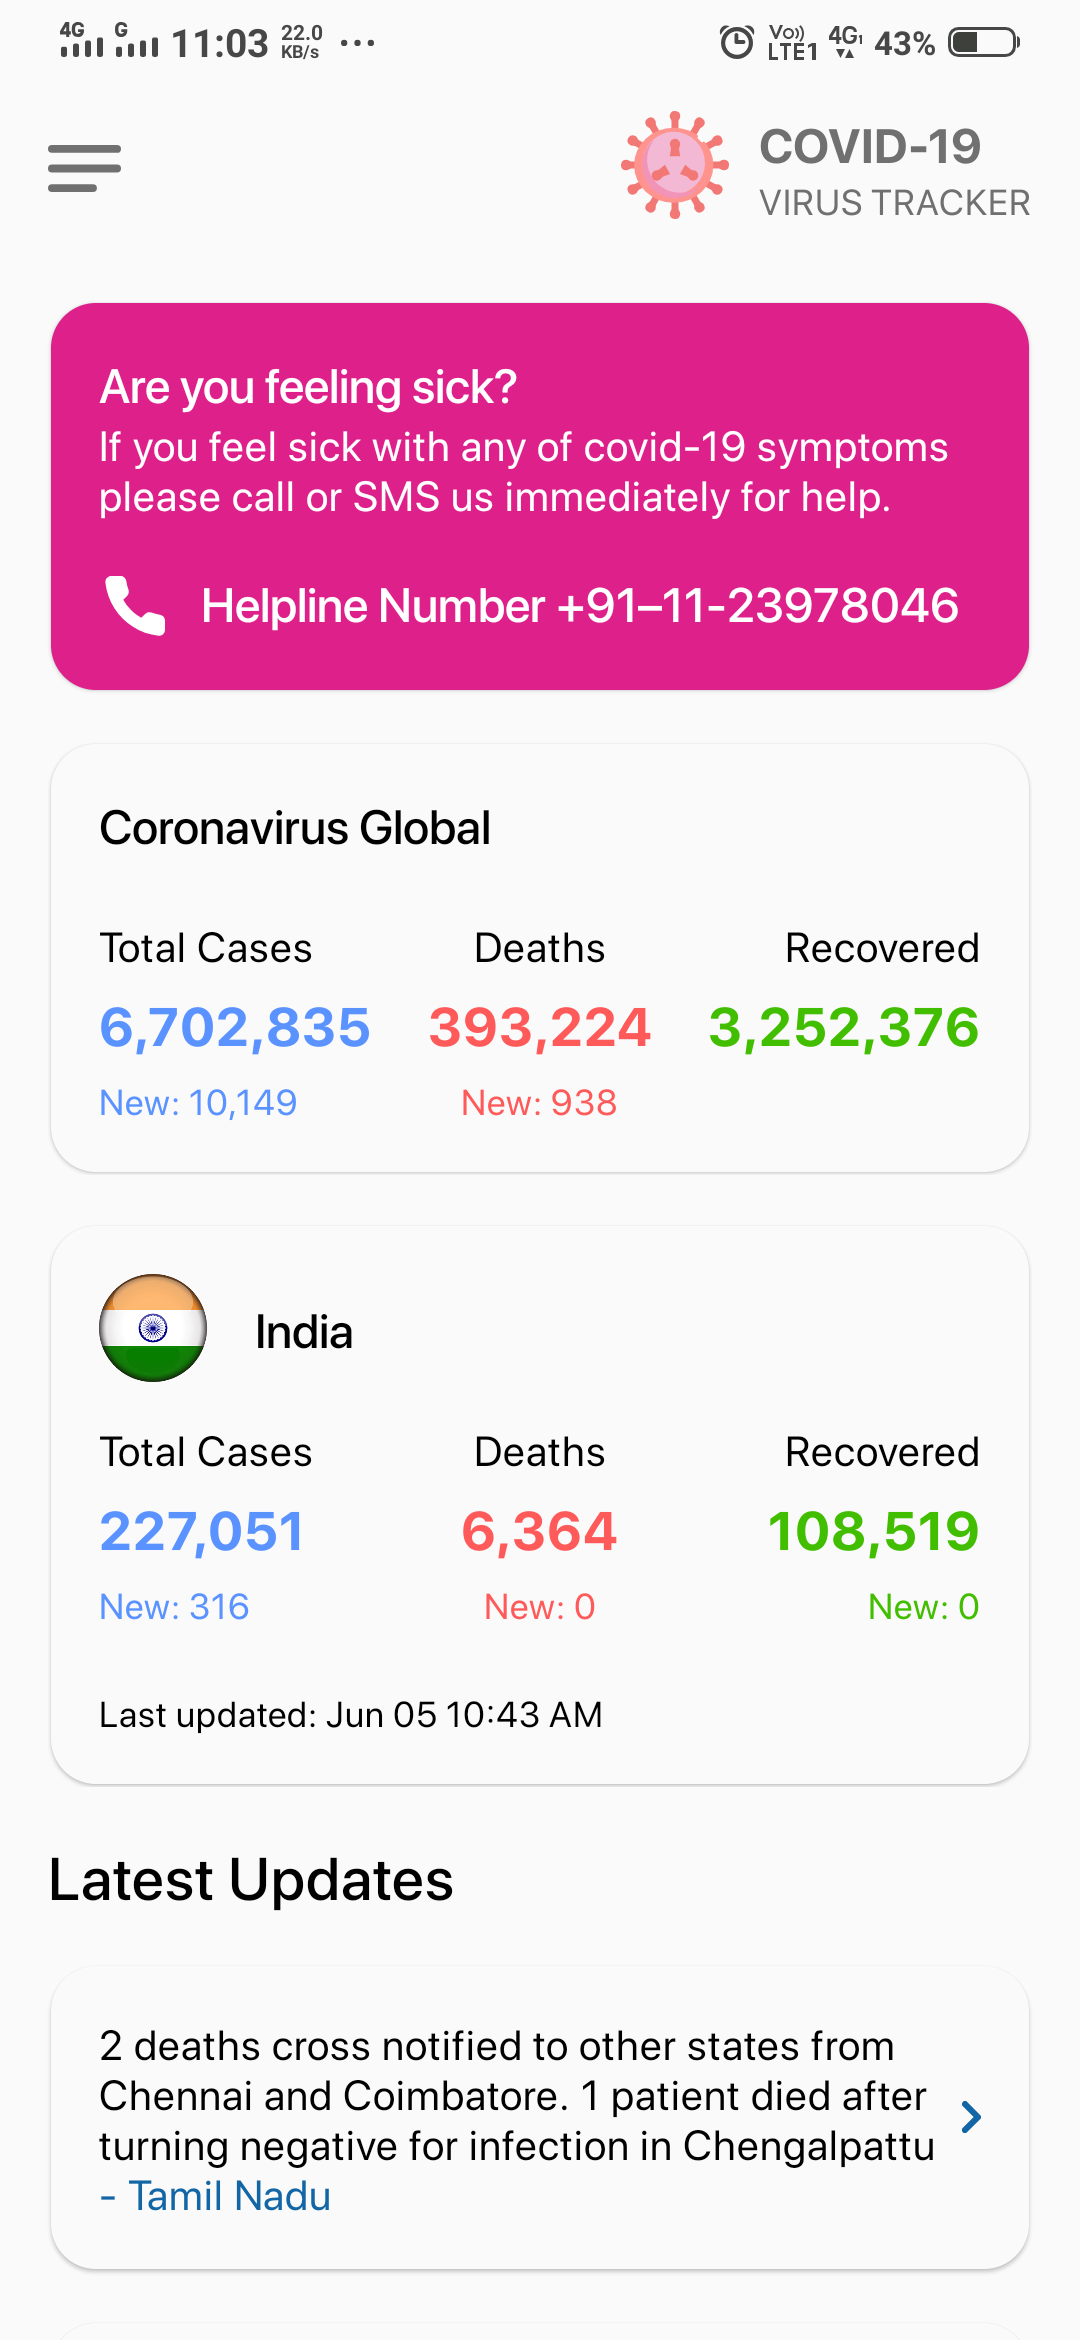 4G G 11:03 22.0 KB/s ... Vo)) LTE1 4G1 43%
COVID-19
VIRUS TRACKER
Are you feeling sick?
If you feel sick with any of covid-19 symptoms
please call or SMS us immediately for help.
Helpline Number +91–11-23978046
Coronavirus Global
Total Cases Deaths Recovered
6,702,835 393,224 3,252,376
New: 10,149 New: 938
India
Total Cases Deaths Recovered
227,051 6,364 108,519
New: 316 New: 0 New: 0
Last updated: Jun 05 10:43 AM
Latest Updates
2 deaths cross notified to other states from
Chennai and Coimbatore. 1 patient died after
turning negative for infection in Chengalpattu
- Tamil Nadu